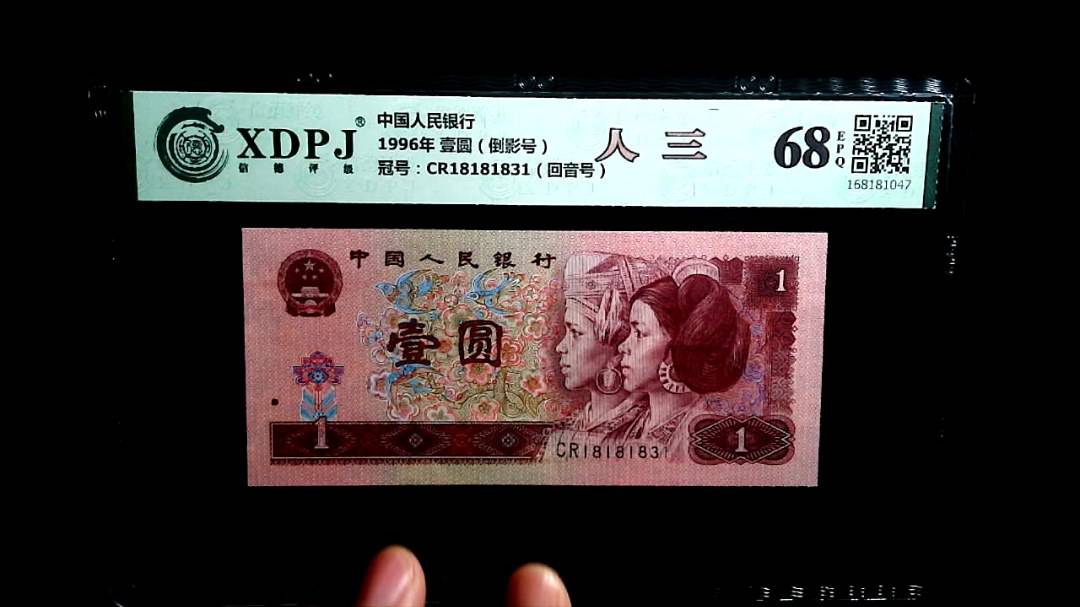 XDPJ®
信德评级
中国人民银行
1996年 壹圆（倒影号）
冠号：CR18181831（回音号）
人三
68
EPQ
168181047
中国人民银行
1
壹圆
1
CR18181831
1